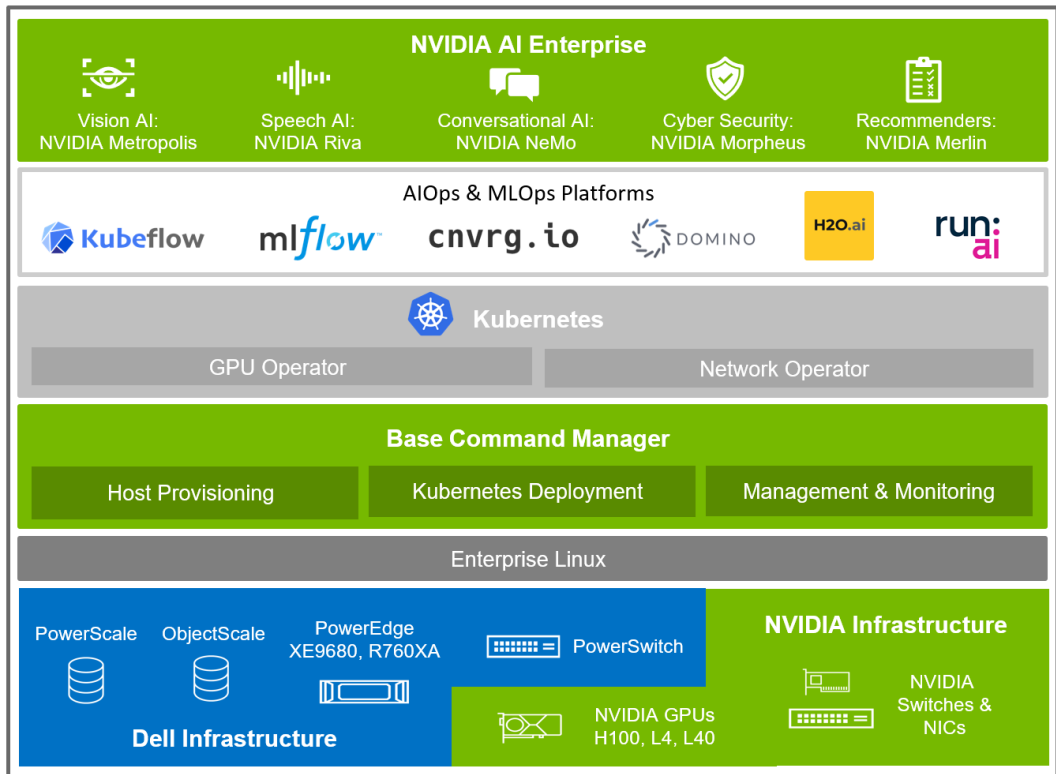 NVIDIA AI Enterprise
Vision AI:
NVIDIA Metropolis
Speech AI:
NVIDIA Riva
Conversational AI:
NVIDIA NeMo
Cyber Security:
NVIDIA Morpheus
Recommenders:
NVIDIA Merlin
AIOps & MLOps Platforms
Kubeflow
mlflow™
cnvrg.io
DOMINO
H2O.ai
run:
ai
Kubernetes
GPU Operator
Network Operator
Base Command Manager
Host Provisioning
Kubernetes Deployment
Management & Monitoring
Enterprise Linux
PowerScale
ObjectScale
PowerEdge
XE9680, R760XA
PowerSwitch
Dell Infrastructure
NVIDIA Infrastructure
NVIDIA GPUs
H100, L4, L40
NVIDIA
Switches &
NICs